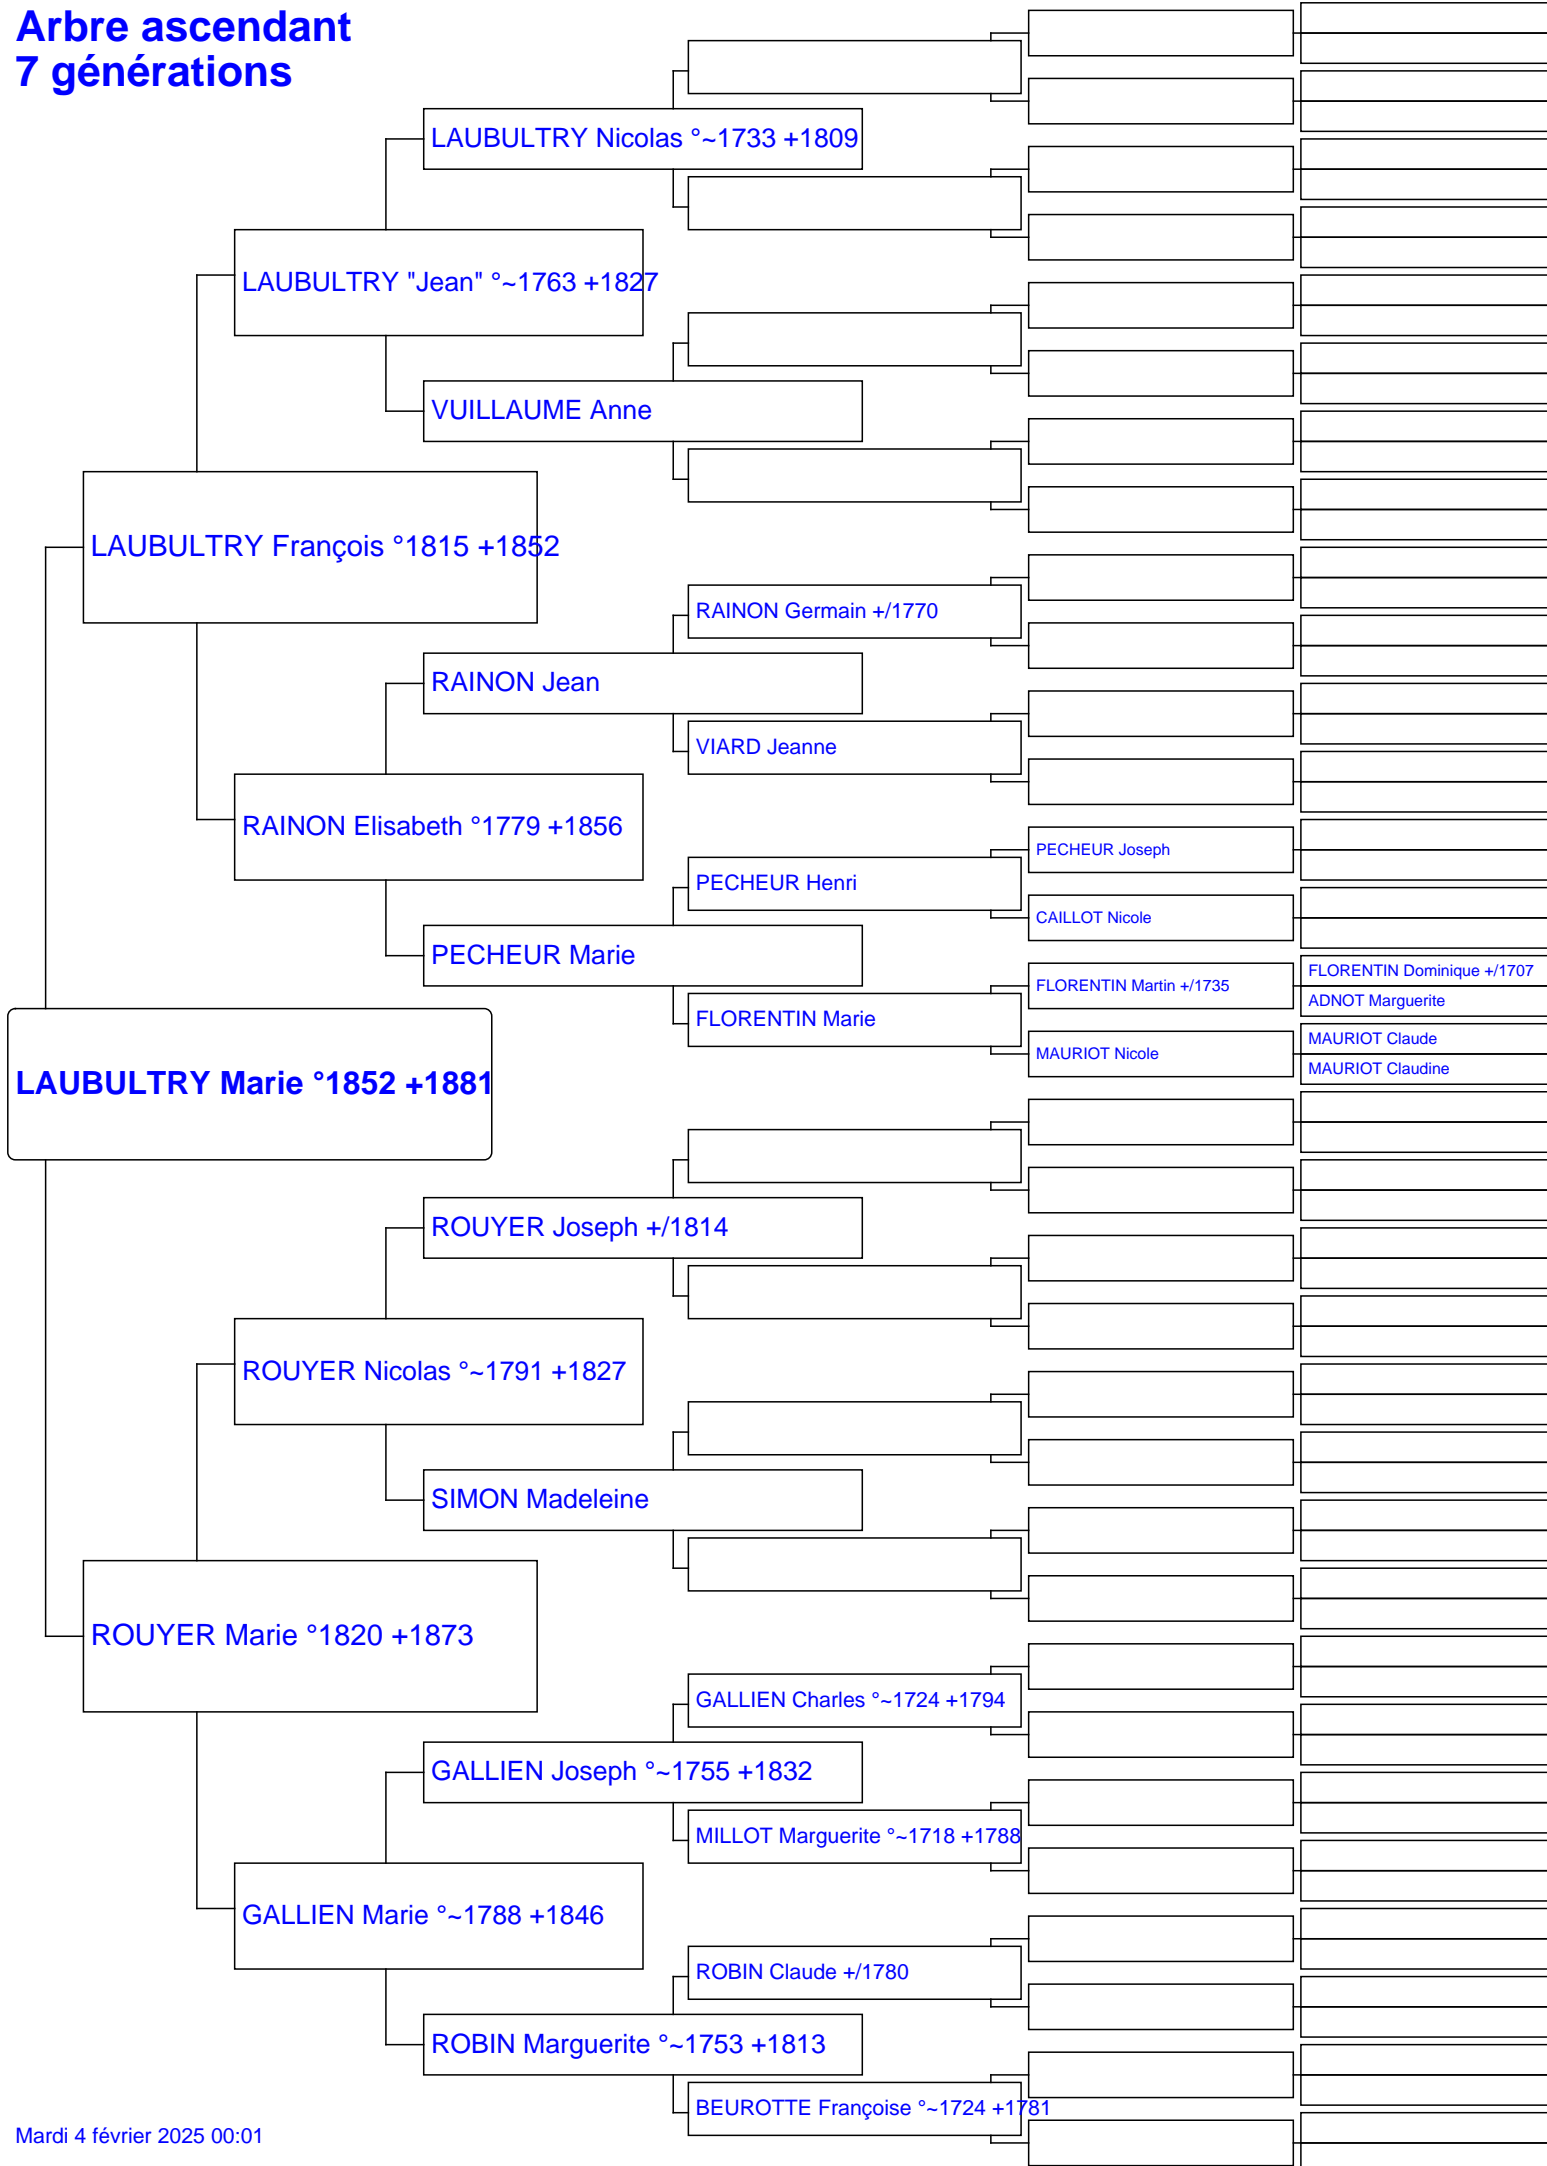 Arbre ascendant
7 générations
LAUBULTRY Nicolas °~1733 +1809
LAUBULTRY "Jean" °~1763 +1827
VUILLAUME Anne
LAUBULTRY François °1815 +1852
RAINON Germain +/1770
RAINON Jean
VIARD Jeanne
RAINON Elisabeth °1779 +1856
PECHEUR Joseph
PECHEUR Henri
CAILLOT Nicole
PECHEUR Marie
FLORENTIN Dominique +/1707
FLORENTIN Martin +/1735
ADNOT Marguerite
FLORENTIN Marie
MAURIOT Claude
MAURIOT Nicole
MAURIOT Claudine
LAUBULTRY Marie °1852 +1881
ROUYER Joseph +/1814
ROUYER Nicolas °~1791 +1827
SIMON Madeleine
ROUYER Marie °1820 +1873
GALLIEN Charles °~1724 +1794
GALLIEN Joseph °~1755 +1832
MILLOT Marguerite °~1718 +1788
GALLIEN Marie °~1788 +1846
ROBIN Claude +/1780
ROBIN Marguerite °~1753 +1813
BEUROTTE Françoise °~1724 +1781
Mardi 4 février 2025 00:01